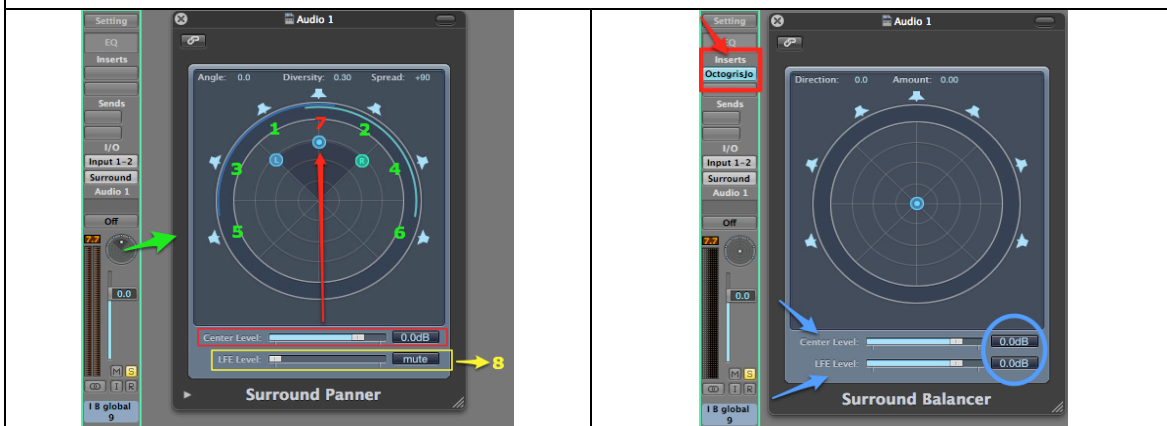 Setting
EQ
Inserts
Sends
I/O
Input 1-2
Surround
Audio 1
Off
7.7
0.0
M S
I R
I B global
9
Audio 1
Angle: 0.0 Diversity: 0.30 Spread: +90
1 7 2
L R
3 4
5 6
Center Level: 0.0dB
LFE Level: mute 8
Surround Panner
Setting
EQ
Inserts
OctogrisJo
Sends
I/O
Input 1-2
Surround
Audio 1
Off
7.7
0.0
M S
I R
I B global
9
Audio 1
Direction: 0.0 Amount: 0.00
Center Level: 0.0dB
LFE Level: 0.0dB
Surround Balancer